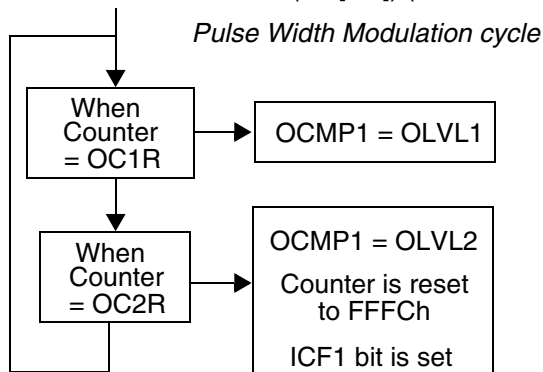 Pulse Width Modulation cycle
When
Counter
= OC1R
OCMP1 = OLVL1
When
Counter
= OC2R
OCMP1 = OLVL2
Counter is reset
to FFFCh
ICF1 bit is set